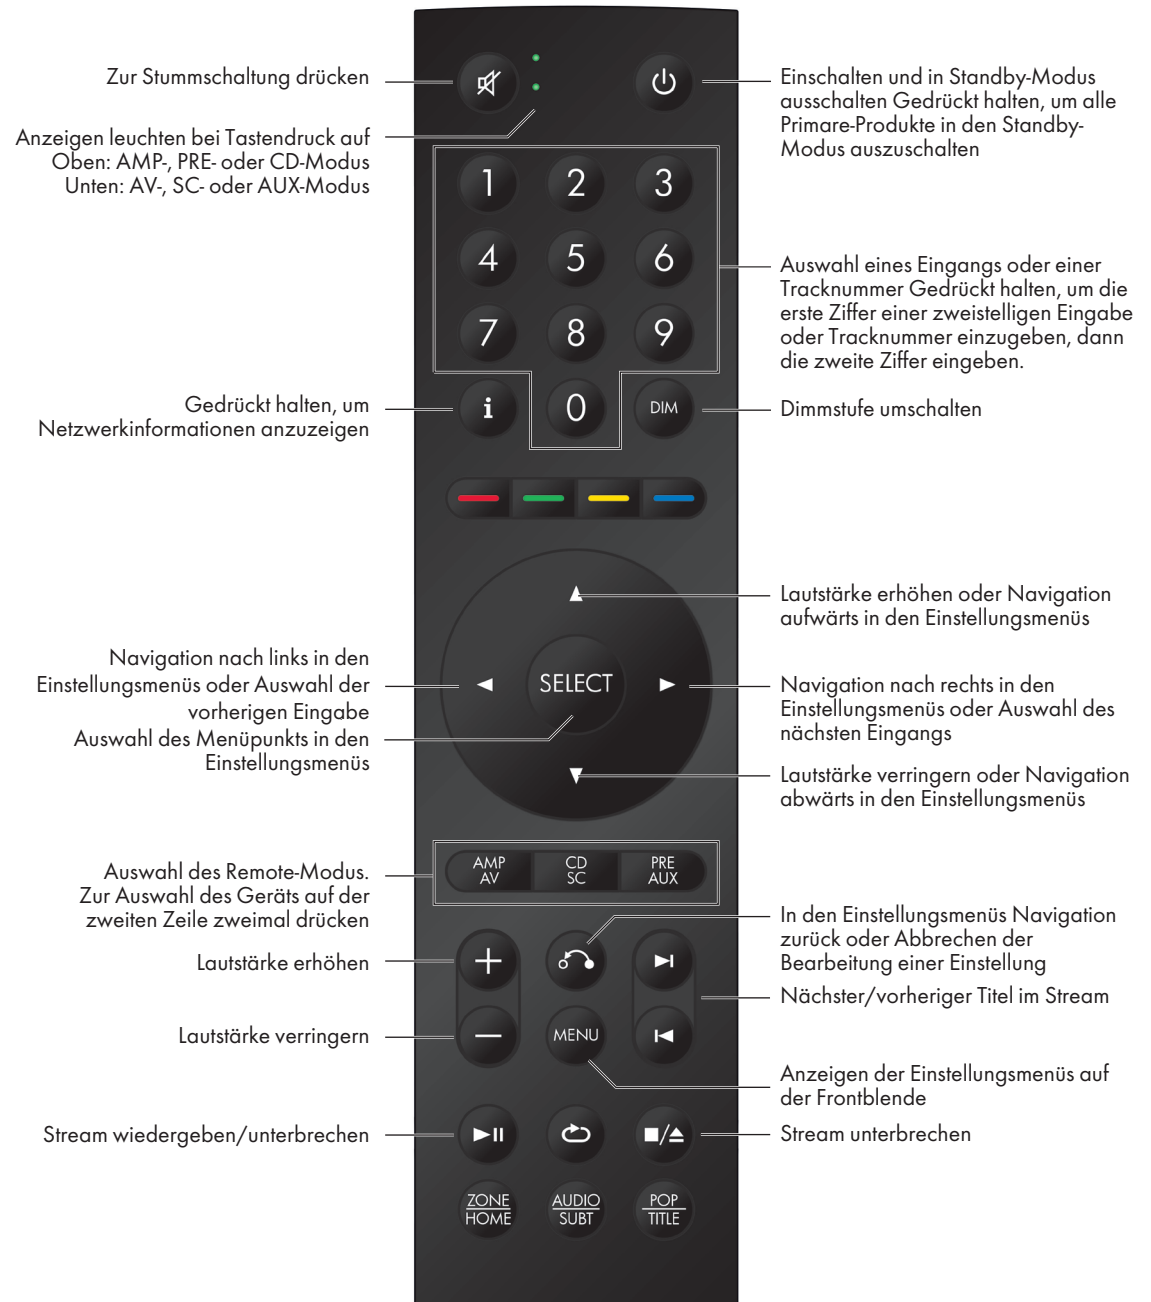 Zur Stummschaltung drücken
Anzeigen leuchten bei Tastendruck auf
Oben: AMP-, PRE- oder CD-Modus
Unten: AV-, SC- oder AUX-Modus
Einschalten und in Standby-Modus
ausschalten Gedrückt halten, um alle
Primare-Produkte in den Standby-
Modus auszuschalten
1 2 3
4 5 6
7 8 9
i 0 DIM
Auswahl eines Eingangs oder einer
Tracknummer Gedrückt halten, um die
erste Ziffer einer zweistelligen Eingabe
oder Tracknummer einzugeben, dann
die zweite Ziffer eingeben.
Gedrückt halten, um
Netzwerkinformationen anzuzeigen
Dimmstufe umschalten
Lautstärke erhöhen oder Navigation
aufwärts in den Einstellungsmenüs
Navigation nach links in den
Einstellungsmenüs oder Auswahl der
vorherigen Eingabe
SELECT
Navigation nach rechts in den
Einstellungsmenüs oder Auswahl des
nächsten Eingangs
Auswahl des Menüpunkts in den
Einstellungsmenüs
Lautstärke verringern oder Navigation
abwärts in den Einstellungsmenüs
AMP CD PRE
AV SC AUX
Auswahl des Remote-Modus.
Zur Auswahl des Geräts auf der
zweiten Zeile zweimal drücken
In den Einstellungsmenüs Navigation
zurück oder Abbrechen der
Bearbeitung einer Einstellung
Lautstärke erhöhen
Nächster/vorheriger Titel im Stream
Lautstärke verringern
MENU
Anzeigen der Einstellungsmenüs auf
der Frontblende
Stream wiedergeben/unterbrechen
Stream unterbrechen
ZONE AUDIO POP
HOME SUBT TITLE